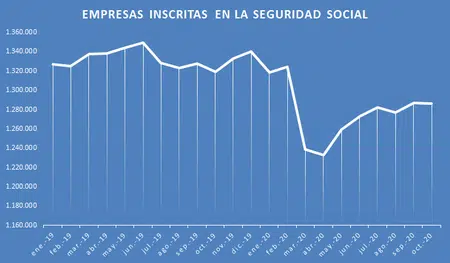 EMPRESAS INSCRITAS EN LA SEGURIDAD SOCIAL
1.360.000
1.340.000
1.320.000
1.300.000
1.280.000
1.260.000
1.240.000
1.220.000
1.200.000
1.180.000
1.160.000
ene.-19
feb.-19
mar.-19
abr.-19
may.-19
jun.-19
jul.-19
ago.-19
sep.-19
oct.-19
nov.-19
dic.-19
ene.-20
feb.-20
mar.-20
abr.-20
may.-20
jun.-20
jul.-20
ago.-20
sep.-20
oct.-20